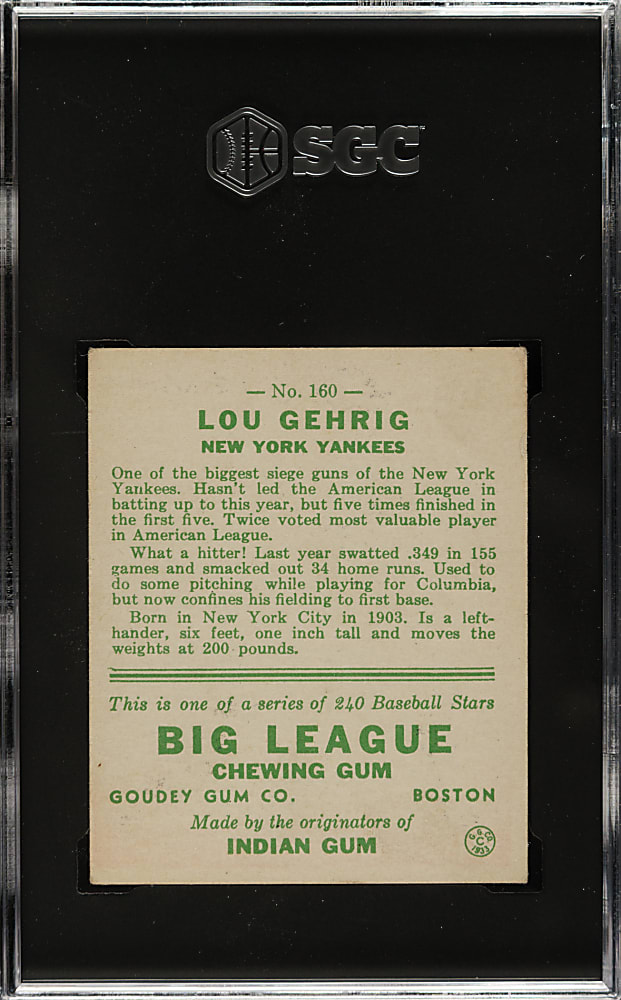 SGC
— No. 160 —
LOU GEHRIG
NEW YORK YANKEES
One of the biggest siege guns of the New York
Yankees. Hasn't led the American League in
batting up to this year, but five times finished in
the first five. Twice voted most valuable player
in American League.
What a hitter! Last year swatted .349 in 155
games and smacked out 34 home runs. Used to
do some pitching while playing for Columbia,
but now confines his fielding to first base.
Born in New York City in 1903. Is a left-
hander, six feet, one inch tall and moves the
weights at 200 pounds.
This is one of a series of 240 Baseball Stars
BIG LEAGUE
CHEWING GUM
GOUDEY GUM CO. BOSTON
Made by the originators of
INDIAN GUM
G. G. CO.
C
1933